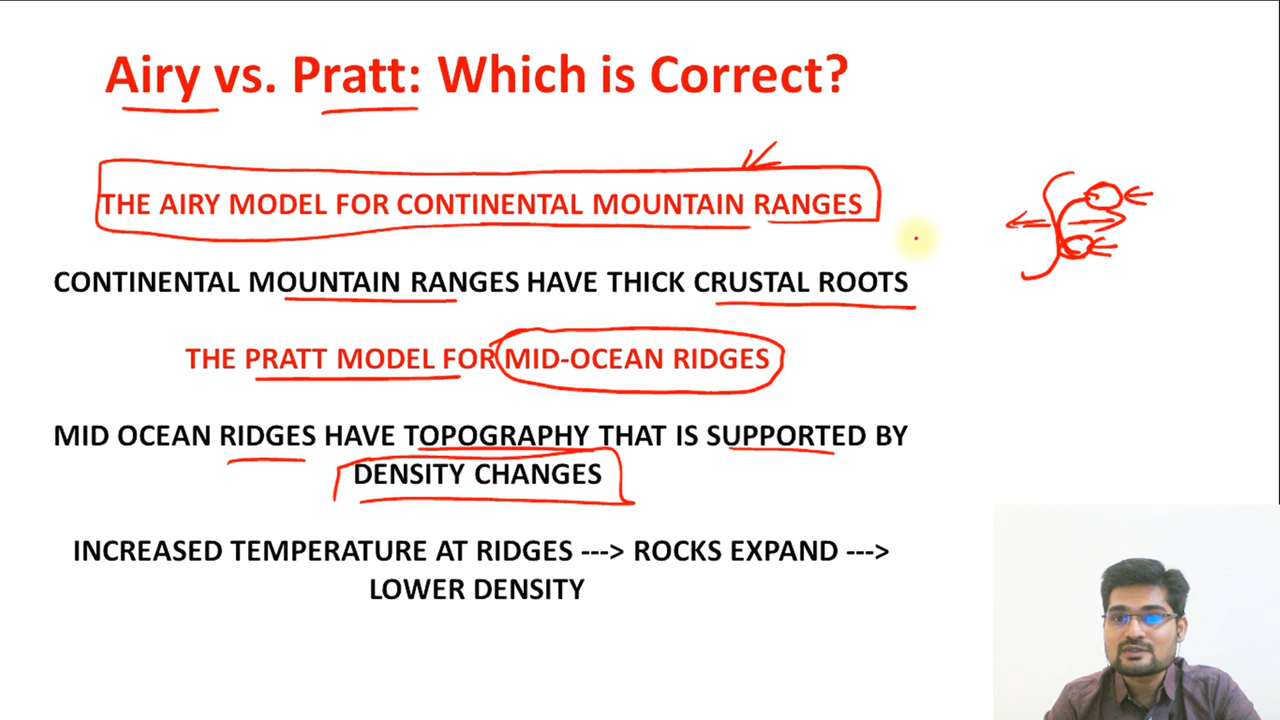 Airy vs. Pratt: Which is Correct?
THE AIRY MODEL FOR CONTINENTAL MOUNTAIN RANGES
CONTINENTAL MOUNTAIN RANGES HAVE THICK CRUSTAL ROOTS
THE PRATT MODEL FOR MID-OCEAN RIDGES
MID OCEAN RIDGES HAVE TOPOGRAPHY THAT IS SUPPORTED BY
DENSITY CHANGES
INCREASED TEMPERATURE AT RIDGES ---> ROCKS EXPAND --->
LOWER DENSITY